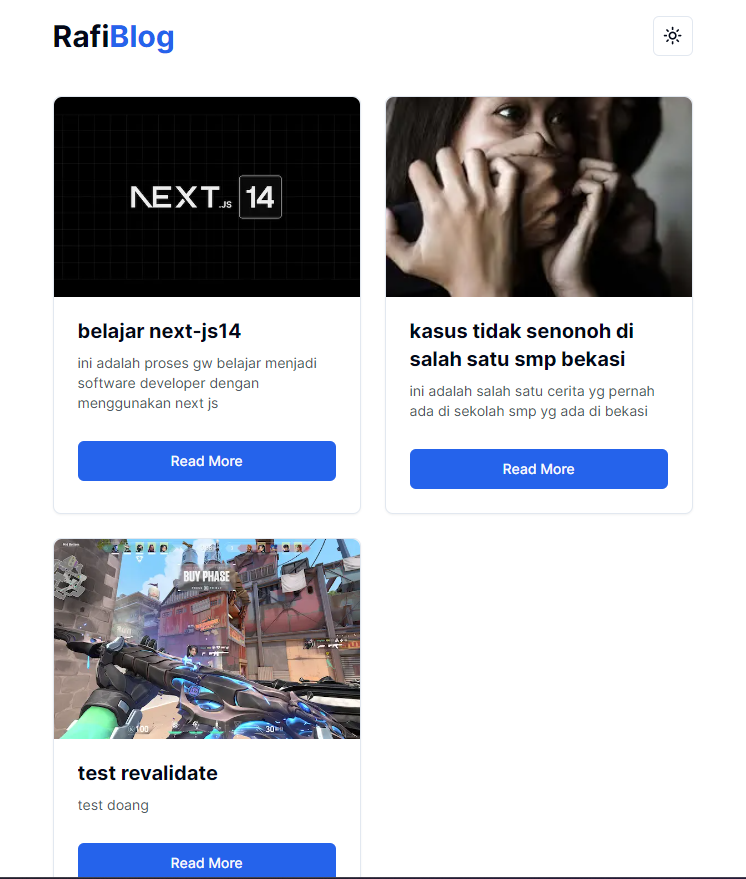 RafiBlog
NEXT.JS 14
belajar next-js14
ini adalah proses gw belajar menjadi
software developer dengan
menggunakan next js
Read More
kasus tidak senonoh di
salah satu smp bekasi
ini adalah salah satu cerita yg pernah
ada di sekolah smp yg ada di bekasi
Read More
BUY PHASE
100
30
test revalidate
test doang
Read More